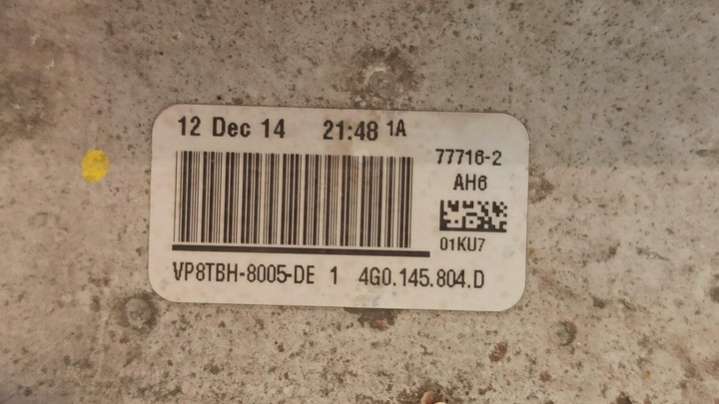 12 Dec 14 21:48 1A
77716-2
AH6
01KU7
VP8TBH-8005-DE 1 4G0.145.804.D